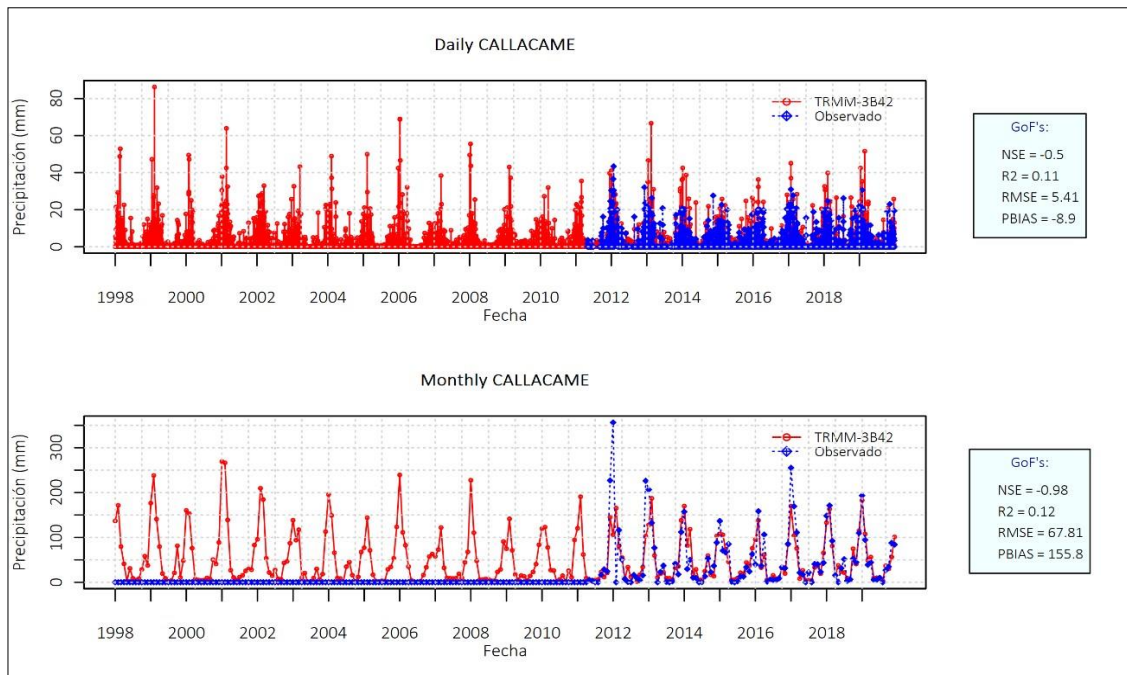 Daily CALLACAME
Precipitación (mm)
80
60
40
20
0
TRMM-3B42
Observado
1998 2000 2002 2004 2006 2008 2010 2012 2014 2016 2018
Fecha
GoF's:
NSE = -0.5
R2 = 0.11
RMSE = 5.41
PBIAS = -8.9
Monthly CALLACAME
Precipitación (mm)
300
200
100
0
TRMM-3B42
Observado
1998 2000 2002 2004 2006 2008 2010 2012 2014 2016 2018
Fecha
GoF's:
NSE = -0.98
R2 = 0.12
RMSE = 67.81
PBIAS = 155.8